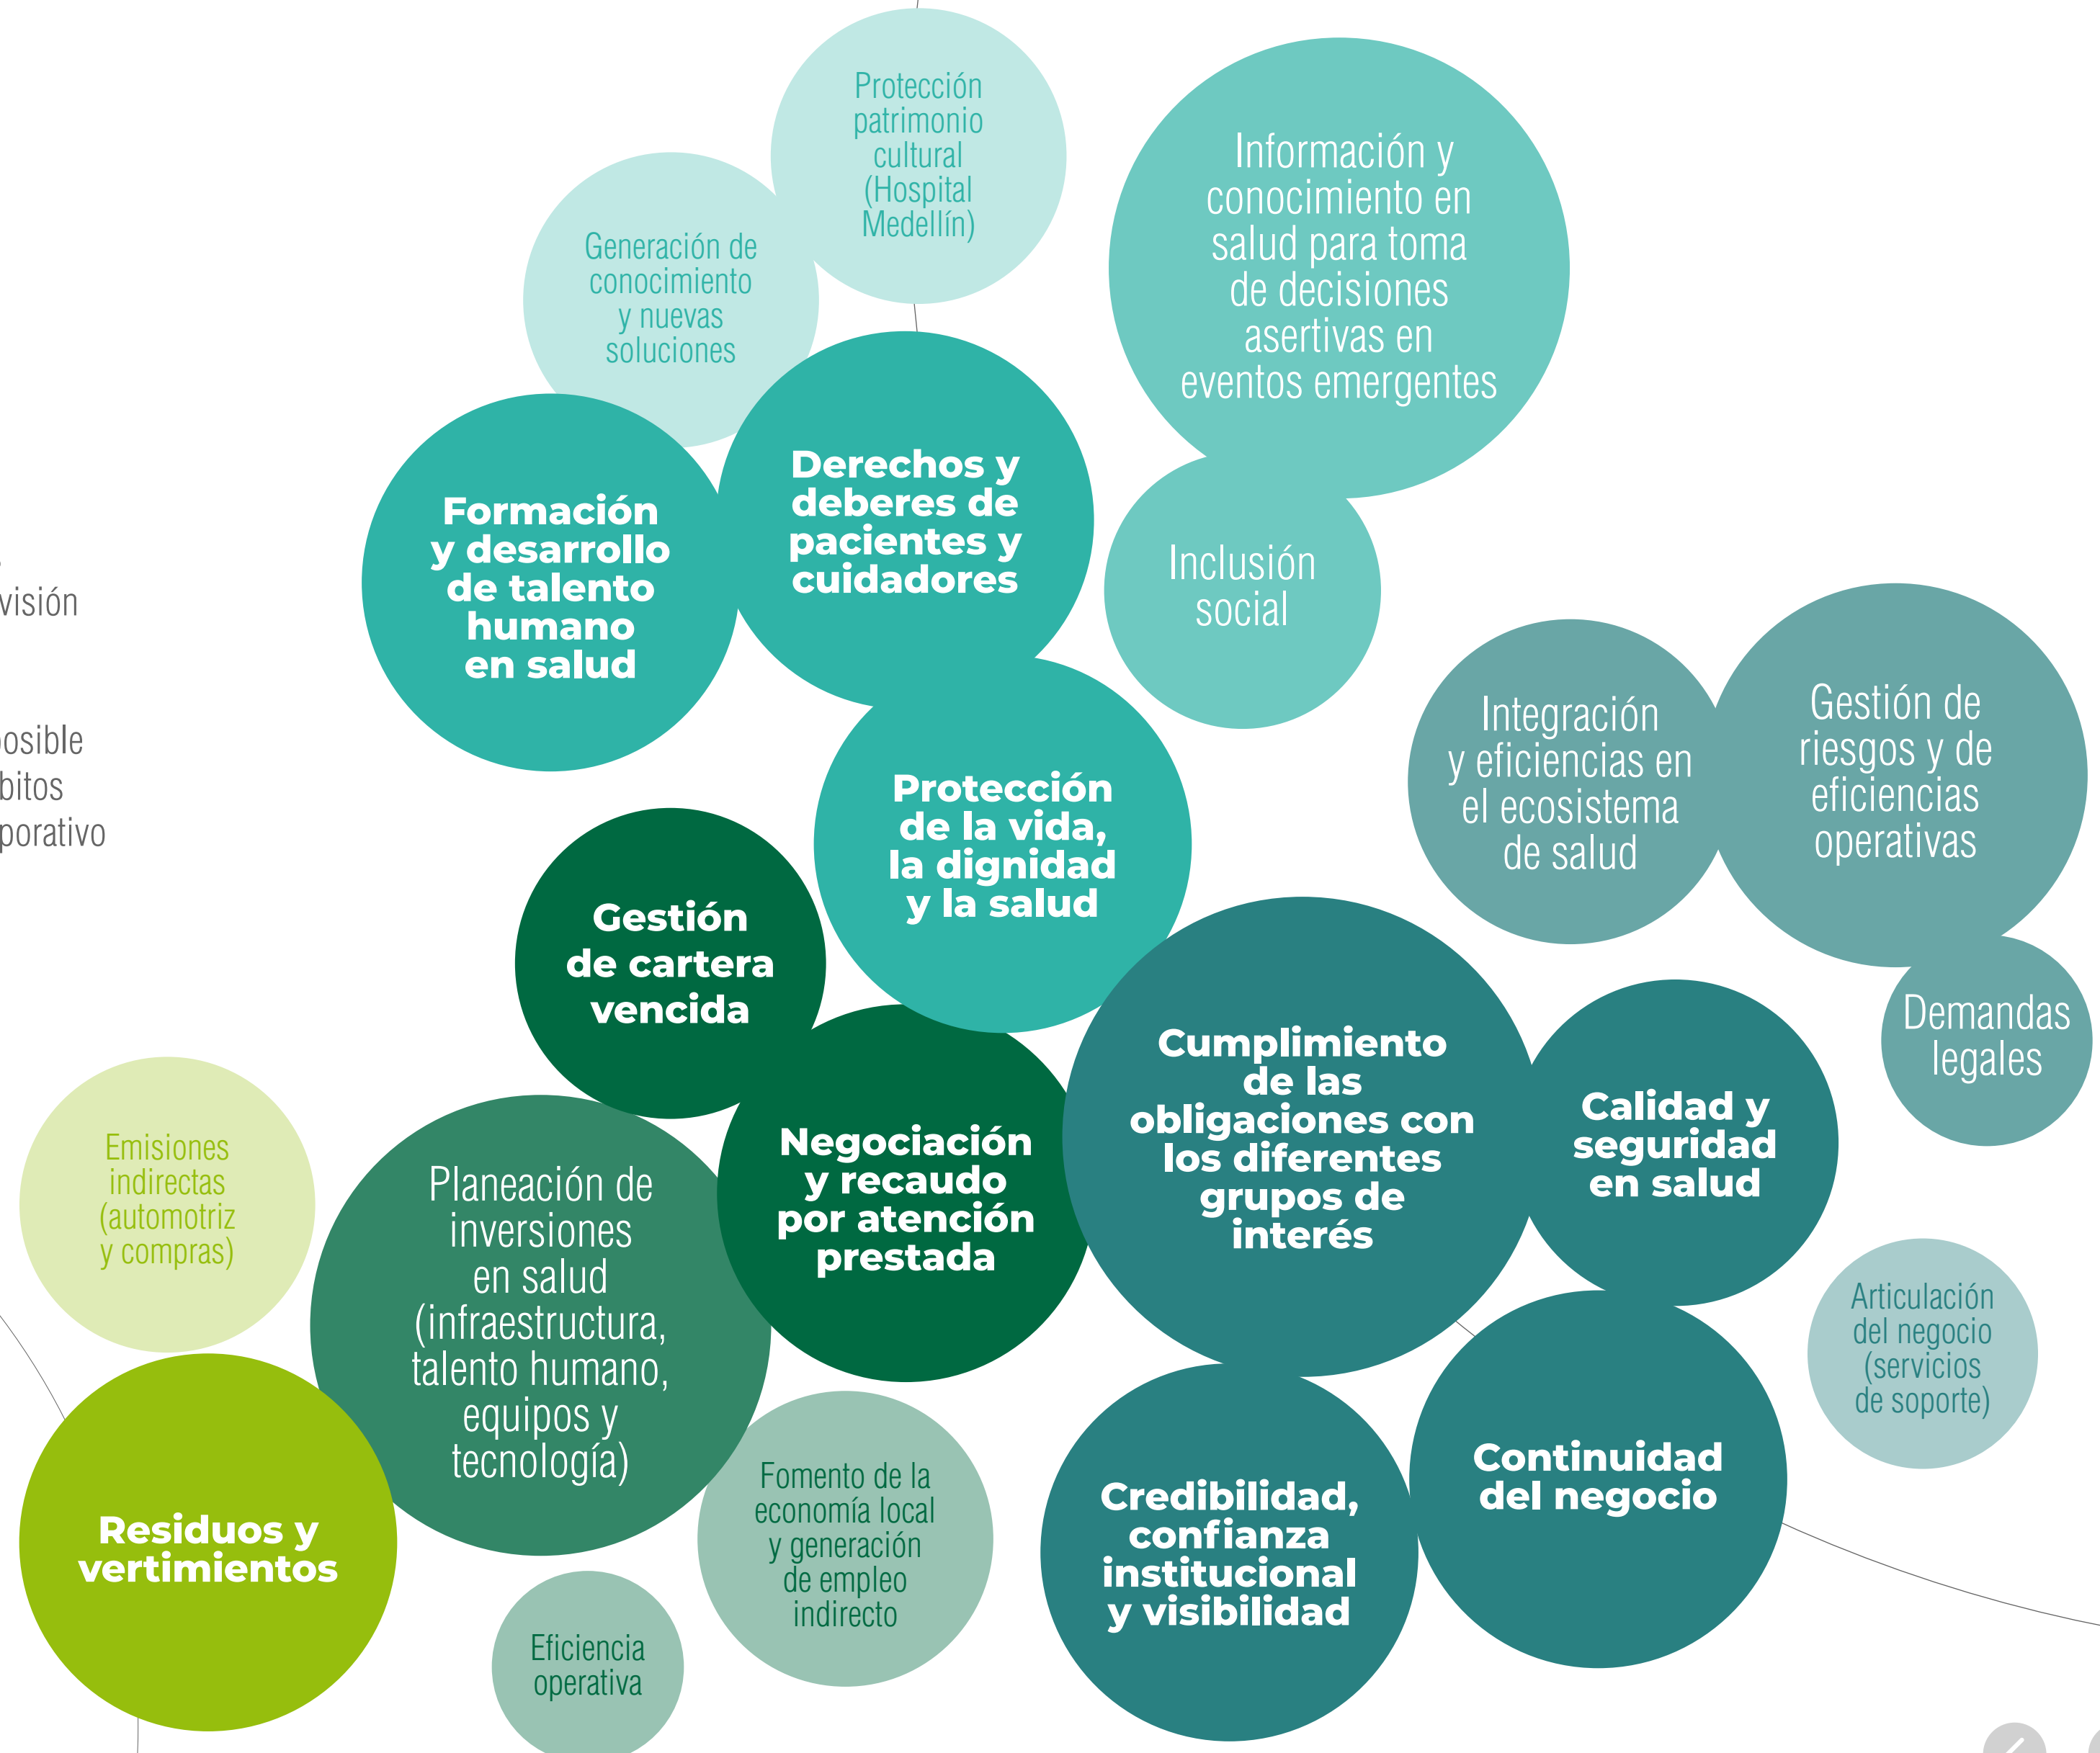 Protección
patrimonio
cultural
(Hospital
Medellín)
Información y
conocimiento en
salud para toma
de decisiones
asertivas en
eventos emergentes
Generación de
conocimiento
y nuevas
soluciones
Derechos y
deberes de
pacientes y
cuidadores
Formación
y desarrollo
de talento
humano
en salud
Inclusión
social
Integración
y eficiencias en
el ecosistema
de salud
Gestión de
riesgos y de
eficiencias
operativas
Protección
de la vida,
la dignidad
y la salud
Gestión
de cartera
vencida
Demandas
legales
Cumplimiento
de las
obligaciones con
los diferentes
grupos de
interés
Calidad y
seguridad
en salud
Negociación
y recaudo
por atención
prestada
Emisiones
indirectas
(automotriz
y compras)
Planeación de
inversiones
en salud
(infraestructura,
talento humano,
equipos y
tecnología)
Articulación
del negocio
(servicios
de soporte)
Continuidad
del negocio
Fomento de la
economía local
y generación
de empleo
indirecto
Credibilidad,
confianza
institucional
y visibilidad
Residuos y
vertimientos
Eficiencia
operativa